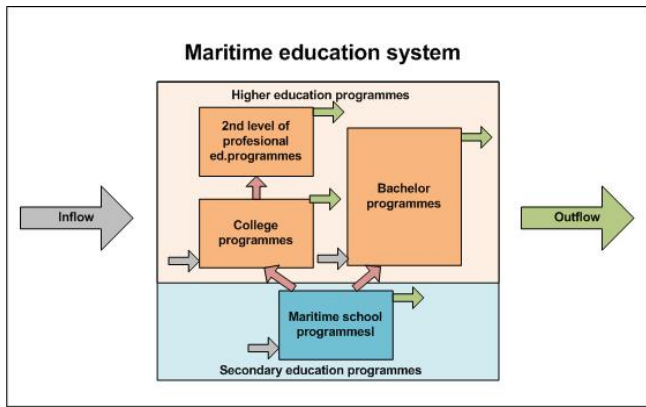 Maritime education system
Higher education programmes
2nd level of
profesional
ed.programmes
Bachelor
programmes
Inflow
College
programmes
Outflow
Maritime school
programmesl
Secondary education programmes